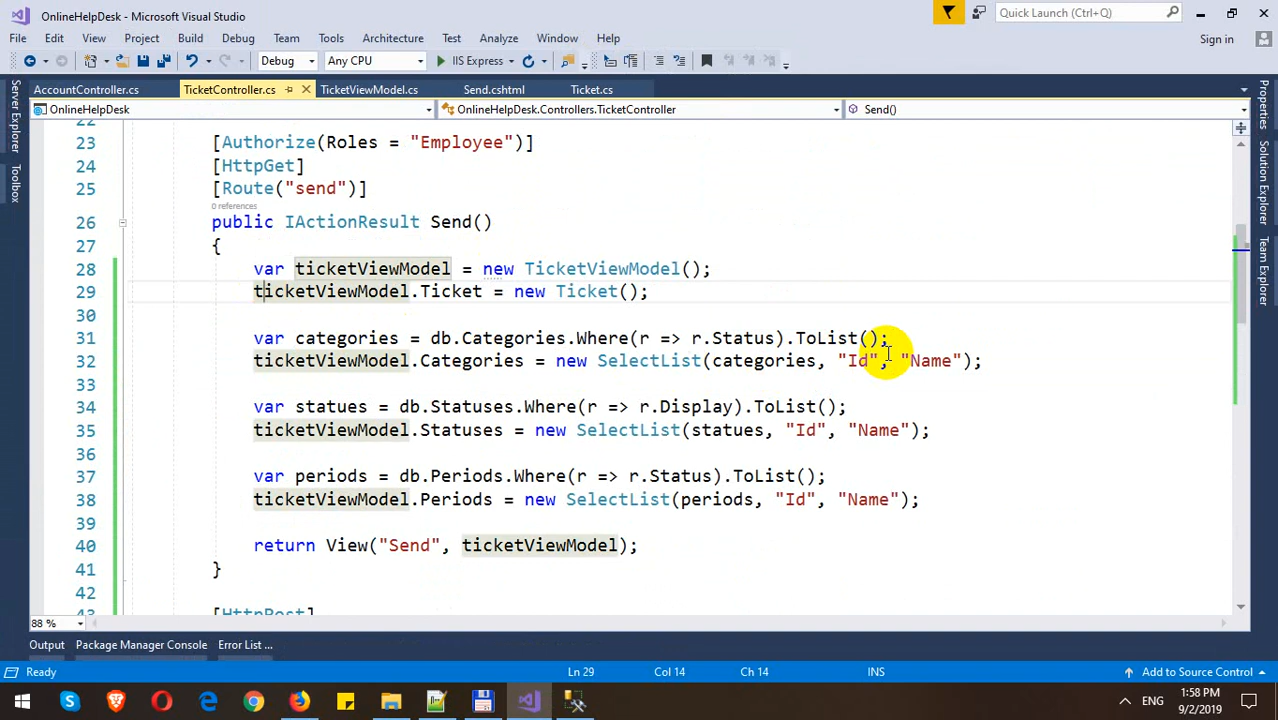 OnlineHelpDesk - Microsoft Visual Studio
Quick Launch (Ctrl+Q)
File Edit View Project Build Debug Team Tools Architecture Test Analyze Window Help
Sign in
Debug Any CPU IIS Express
AccountController.cs TicketController.cs TicketViewModel.cs Send.cshtml Ticket.cs
OnlineHelpDesk OnlineHelpDesk.Controllers.TicketController Send()
Server Explorer
Toolbox
Properties
Solution Explorer
Team Explorer
22
23 [Authorize(Roles = "Employee")]
24 [HttpGet]
25 [Route("send")]
0 references
26 public IActionResult Send()
27 {
28 var ticketViewModel = new TicketViewModel();
29 ticketViewModel.Ticket = new Ticket();
30
31 var categories = db.Categories.Where(r => r.Status).ToList();
32 ticketViewModel.Categories = new SelectList(categories, "Id", "Name");
33
34 var statues = db.Statuses.Where(r => r.Display).ToList();
35 ticketViewModel.Statuses = new SelectList(statues, "Id", "Name");
36
37 var periods = db.Periods.Where(r => r.Status).ToList();
38 ticketViewModel.Periods = new SelectList(periods, "Id", "Name");
39
40 return View("Send", ticketViewModel);
41 }
42
43 [HttpPost]
88 %
Output Package Manager Console Error List ...
Ready Ln 29 Col 14 Ch 14 INS Add to Source Control
ENG
1:58 PM
9/2/2019